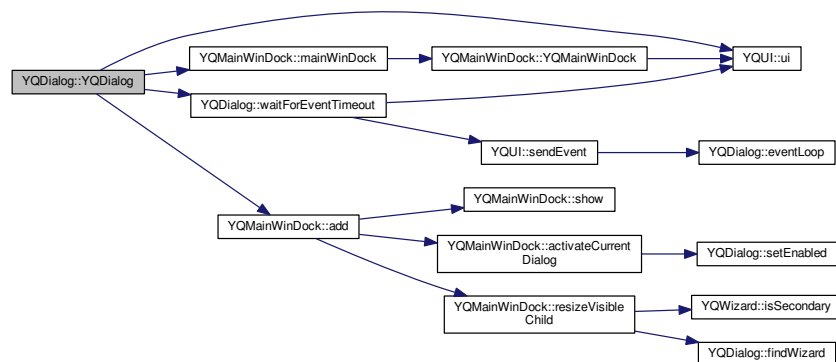 YQDialog::YQDialog
YQMainWinDock::mainWinDock
YQMainWinDock::YQMainWinDock
YQUI::ui
YQDialog::waitForEventTimeout
YQUI::sendEvent
YQDialog::eventLoop
YQMainWinDock::add
YQMainWinDock::show
YQMainWinDock::activateCurrent
Dialog
YQDialog::setEnabled
YQMainWinDock::resizeVisible
Child
YQWizard::isSecondary
YQDialog::findWizard